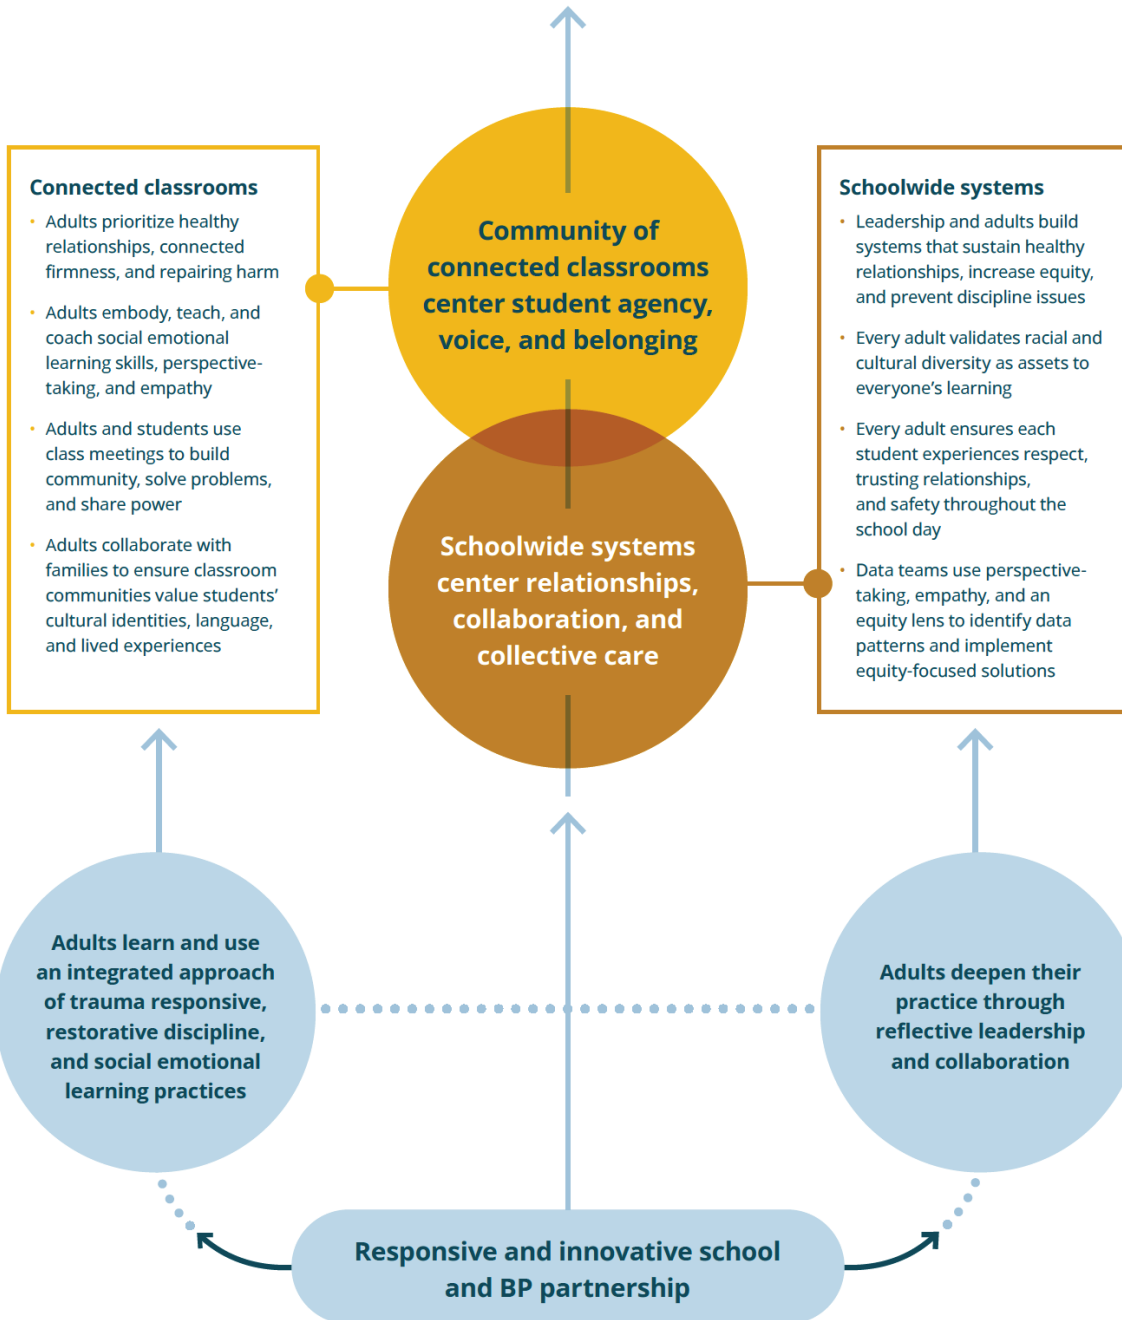 Connected classrooms
• Adults prioritize healthy
relationships, connected
firmness, and repairing harm
• Adults embody, teach, and
coach social emotional
learning skills, perspective-
taking, and empathy
• Adults and students use
class meetings to build
community, solve problems,
and share power
• Adults collaborate with
families to ensure classroom
communities value students’
cultural identities, language,
and lived experiences
Community of
connected classrooms
center student agency,
voice, and belonging
Schoolwide systems
center relationships,
collaboration, and
collective care
Schoolwide systems
• Leadership and adults build
systems that sustain healthy
relationships, increase equity,
and prevent discipline issues
• Every adult validates racial and
cultural diversity as assets to
everyone’s learning
• Every adult ensures each
student experiences respect,
trusting relationships,
and safety throughout the
school day
• Data teams use perspective-
taking, empathy, and an
equity lens to identify data
patterns and implement
equity-focused solutions
Adults learn and use
an integrated approach
of trauma responsive,
restorative discipline,
and social emotional
learning practices
Adults deepen their
practice through
reflective leadership
and collaboration
Responsive and innovative school
and BP partnership